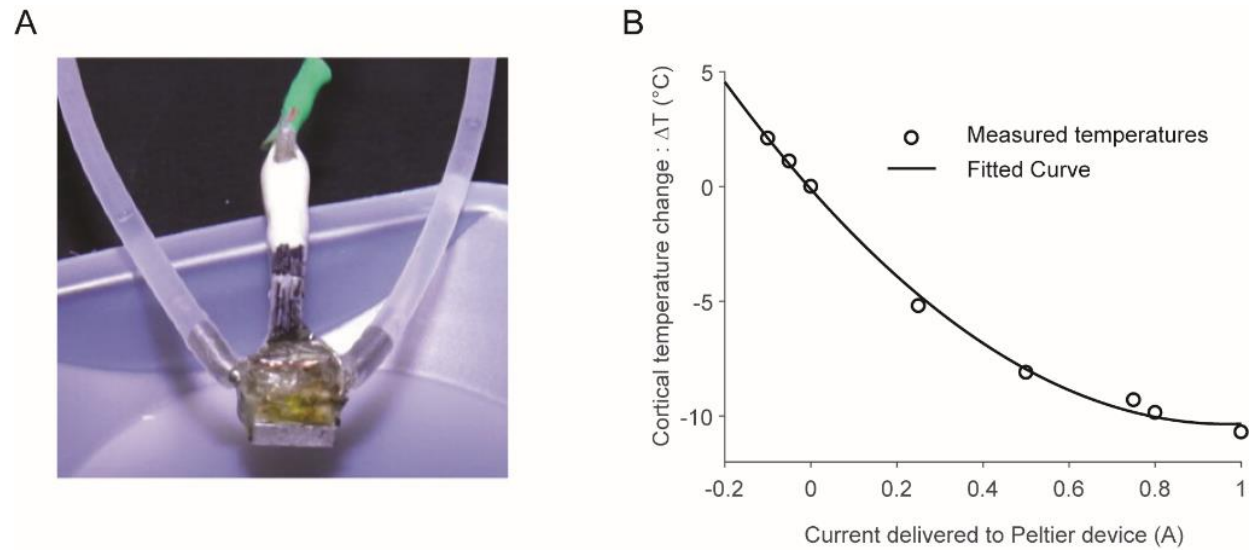 A
B
Cortical temperature change : ΔT (°C)
5
0
-5
-10
Measured temperatures
Fitted Curve
-0.2 0 0.2 0.4 0.6 0.8 1
Current delivered to Peltier device (A)